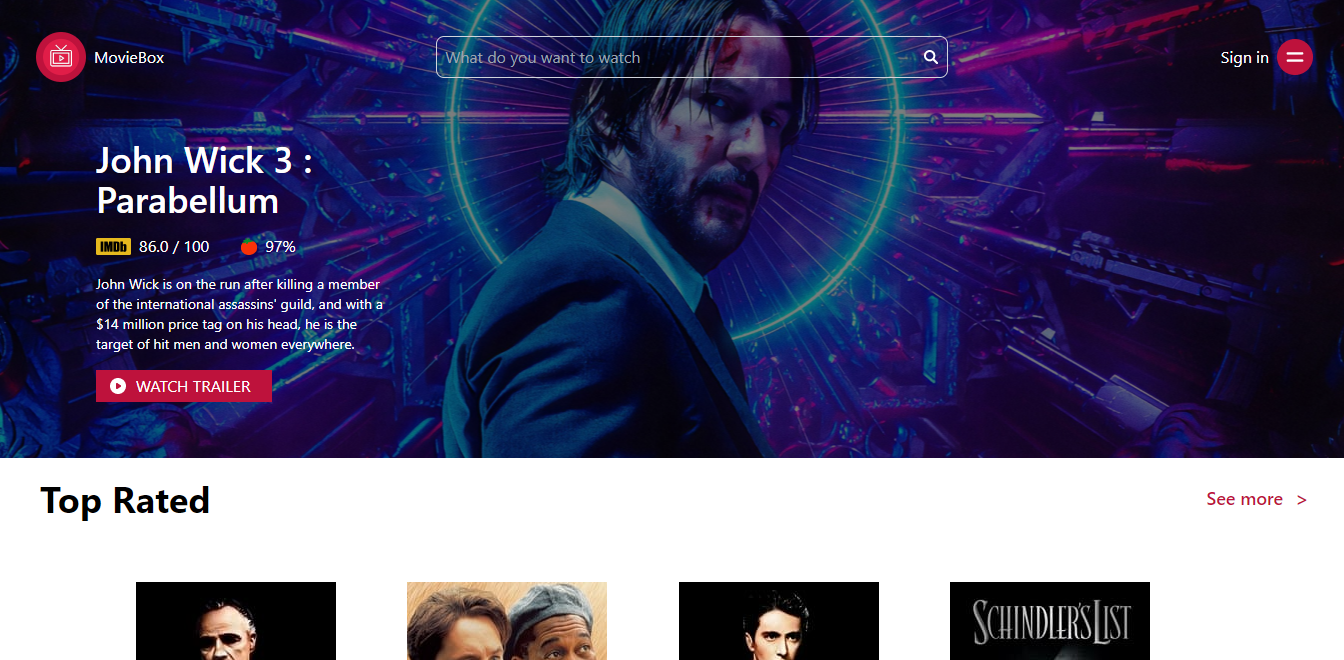 MovieBox
What do you want to watch
Sign in
John Wick 3 :
Parabellum
IMDb 86.0 / 100 97%
John Wick is on the run after killing a member
of the international assassins' guild, and with a
$14 million price tag on his head, he is the
target of hit men and women everywhere.
WATCH TRAILER
Top Rated
See more >
SCHINDLER'S LIST